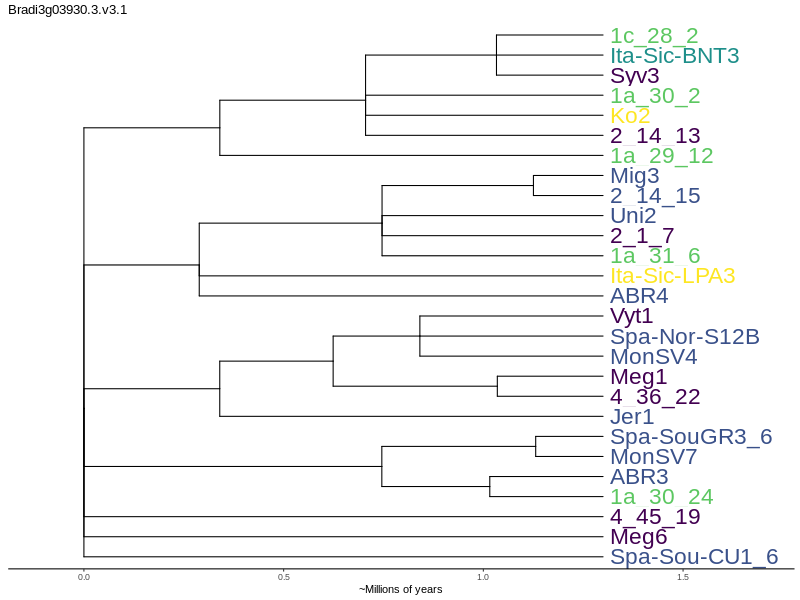 Bradi3g03930.3.v3.1
1c_28_2
Ita-Sic-BNT3
Syv3
1a_30_2
Ko2
2_14_13
1a_29_12
Mig3
2_14_15
Uni2
2_1_7
1a_31_6
Ita-Sic-LPA3
ABR4
Vyt1
Spa-Nor-S12B
MonSV4
Meg1
4_36_22
Jer1
Spa-SouGR3_6
MonSV7
ABR3
1a_30_24
4_45_19
Meg6
Spa-Sou-CU1_6
0.0 0.5 1.0 1.5
~Millions of years